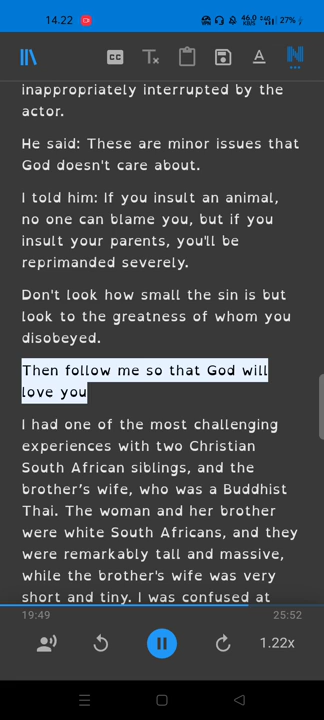 14.22 46.0 KB/S 27%
CC T A N
inappropriately interrupted by the
actor.
He said: These are minor issues that
God doesn't care about.
I told him: If you insult an animal,
no one can blame you, but if you
insult your parents, you'll be
reprimanded severely.
Don't look how small the sin is but
look to the greatness of whom you
disobeyed.
Then follow me so that God will
love you
I had one of the most challenging
experiences with two Christian
South African siblings, and the
brother’s wife, who was a Buddhist
Thai. The woman and her brother
were white South Africans, and they
were remarkably tall and massive,
while the brother's wife was very
short and tiny. I was confused at
19:49 25:52
1.22x